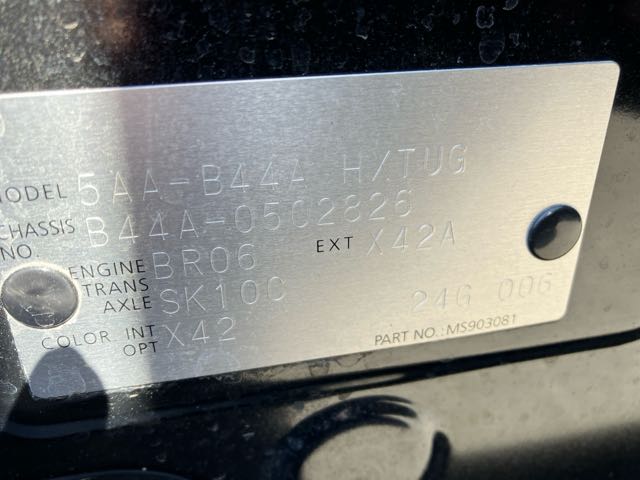 MODEL 5AA-B44A H/TUG
CHASSIS NO. B44A-0502826
ENGINE BR06 EXT X42A
TRANS AXLE SK10C 24G 006
COLOR INT OPT X42
PART NO.:MS903081